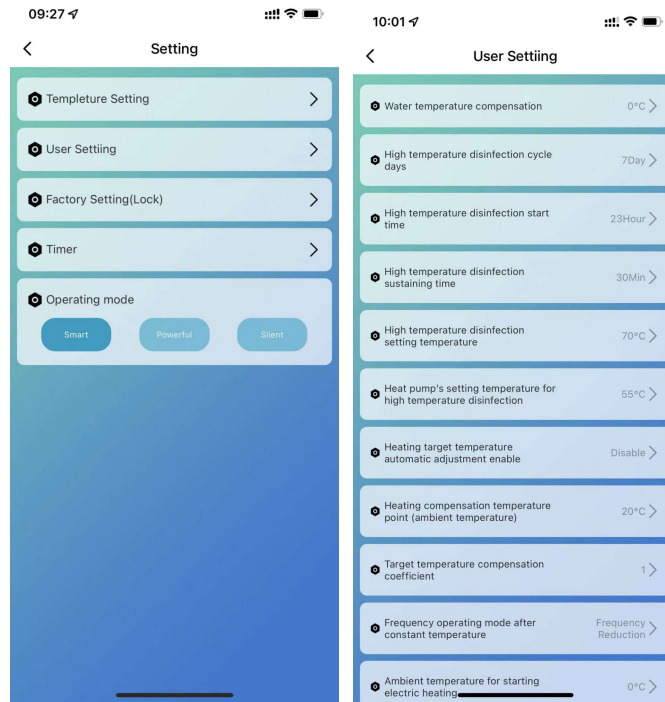 09:27
Setting
Templeture Setting
User Settiing
Factory Setting(Lock)
Timer
Operating mode
Smart
Powerful
Slient
10:01
User Settiing
Water temperature compensation
0°C
High temperature disinfection cycle
days
7Day
High temperature disinfection start
time
23Hour
High temperature disinfection
sustaining time
30Min
High temperature disinfection
setting temperature
70°C
Heat pump's setting temperature for
high temperature disinfection
55°C
Heating target temperature
automatic adjustment enable
Disable
Heating compensation temperature
point (ambient temperature)
20°C
Target temperature compensation
coefficient
1
Frequency operating mode after
constant temperature
Frequency
Reduction
Ambient temperature for starting
electric heating
0°C